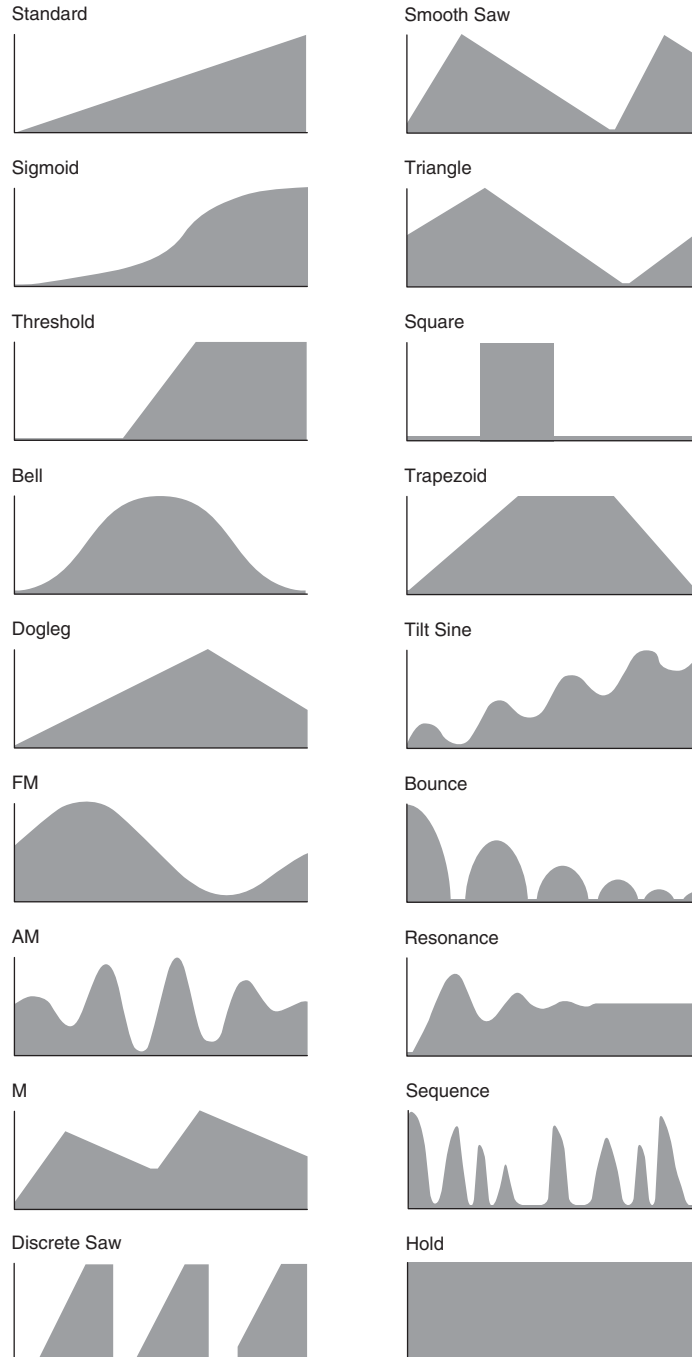 Standard
Smooth Saw
Sigmoid
Triangle
Threshold
Square
Bell
Trapezoid
Dogleg
Tilt Sine
FM
Bounce
AM
Resonance
M
Sequence
Discrete Saw
Hold